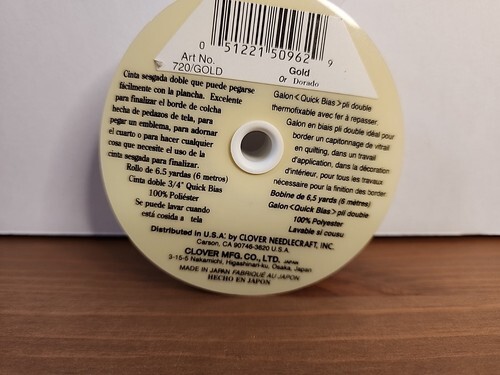 0 51221 50962 9
Art No.
720/GOLD
Gold
Or Dorado
Cinta sesgada doble que puede pegarse
fácilmente con la plancha. Excelente
para finalizar el borde de colcha
hecha de pedazos de tela, para
pegar un emblema, para adornar
el cuarto o para hacer cualquier
cosa que necesite el uso de la
cinta sesgada para finalizar.
Rollo de 6.5 yardas (6 metros)
Cinta doble 3/4" Quick Bias
100% Poliéster
Se puede lavar cuando
está cosida a tela
Galon <Quick Bias> pli double
thermofixable avec fer à repasser.
Galon en biais pli double idéal pour
border un capitonnage de vitrail
en quilting, dans un travail
d'application, dans la décoration
d'intérieur, pour tous les travaux
nécessaire pour la finition des border.
Bobine de 6,5 yards (6 mètres)
Galon <Quick Bias> pli double
100% Polyester
Lavable si cousu
Distributed in U.S.A. by CLOVER NEEDLECRAFT, INC.
Carson, CA 90746-3820 U.S.A.
CLOVER MFG. CO., LTD. JAPAN
3-15-5 Nakamichi, Higashinari-ku, Osaka, Japan
MADE IN JAPAN FABRIQUÉ AU JAPON
HECHO EN JAPON